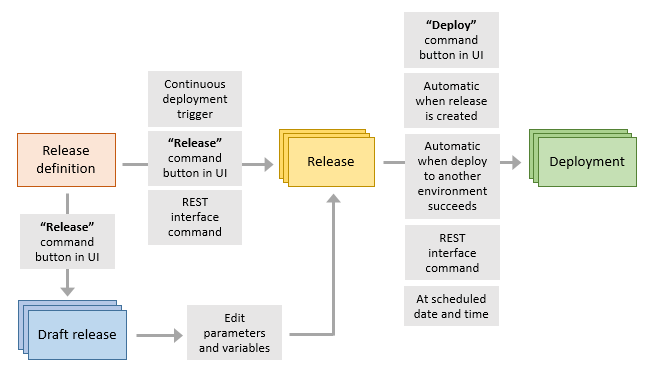 Release
definition
“Release”
command
button in UI
Draft release
Continuous
deployment
trigger
“Release”
command
button in UI
REST
interface
command
Edit
parameters
and variables
Release
“Deploy”
command
button in UI
Automatic
when release
is created
Automatic
when deploy
to another
environment
succeeds
REST
interface
command
At scheduled
date and time
Deployment